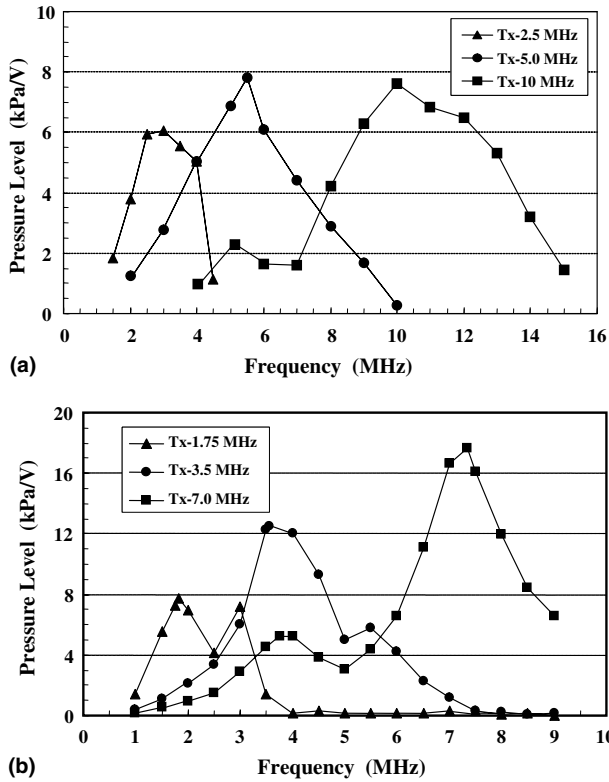 10
Tx-2.5 MHz
Tx-5.0 MHz
Tx-10 MHz
8
6
4
2
0
Pressure Level (kPa/V)
0 2 4 6 8 10 12 14 16
Frequency (MHz)
(a)
20
Tx-1.75 MHz
Tx-3.5 MHz
Tx-7.0 MHz
16
12
8
4
0
Pressure Level (kPa/V)
0 1 2 3 4 5 6 7 8 9 10
Frequency (MHz)
(b)